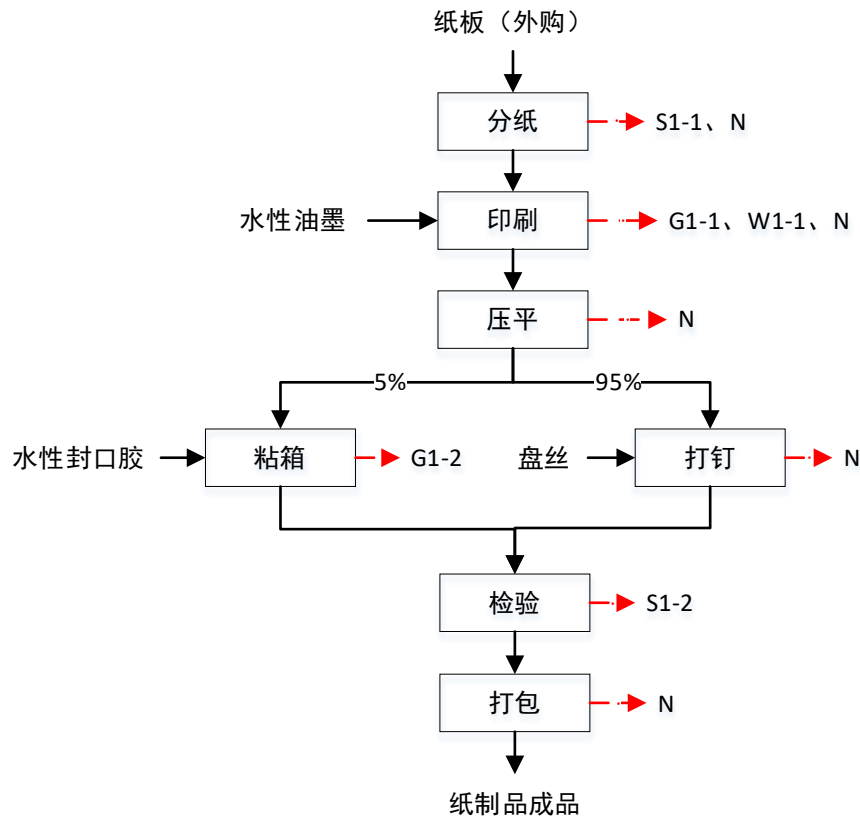 纸板（外购）
分纸
S1-1、N
水性油墨
印刷
G1-1、W1-1、N
压平
N
5%
95%
水性封口胶
粘箱
G1-2
盘丝
打钉
N
检验
S1-2
打包
N
纸制品成品